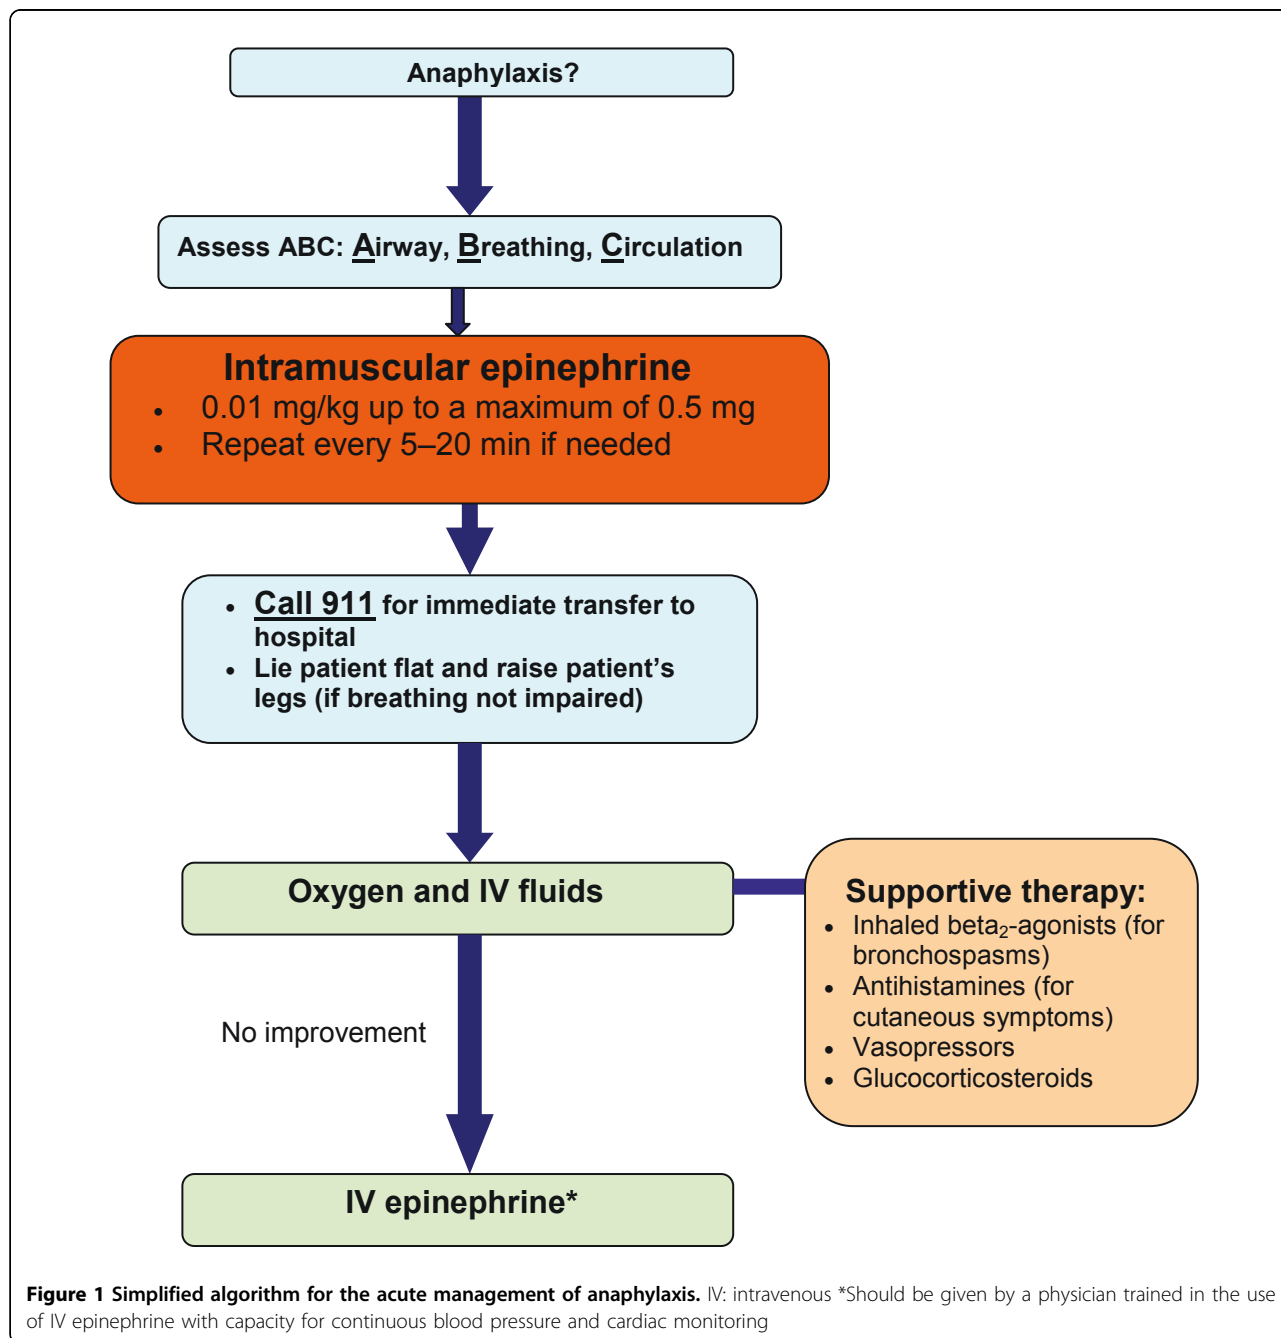 Anaphylaxis?
Assess ABC: Airway, Breathing, Circulation
Intramuscular epinephrine
• 0.01 mg/kg up to a maximum of 0.5 mg
• Repeat every 5–20 min if needed
• Call 911 for immediate transfer to
hospital
• Lie patient flat and raise patient's
legs (if breathing not impaired)
Oxygen and IV fluids
Supportive therapy:
• Inhaled beta₂-agonists (for
bronchospasms)
• Antihistamines (for
cutaneous symptoms)
• Vasopressors
• Glucocorticosteroids
No improvement
IV epinephrine*
Figure 1 Simplified algorithm for the acute management of anaphylaxis. IV: intravenous *Should be given by a physician trained in the use
of IV epinephrine with capacity for continuous blood pressure and cardiac monitoring